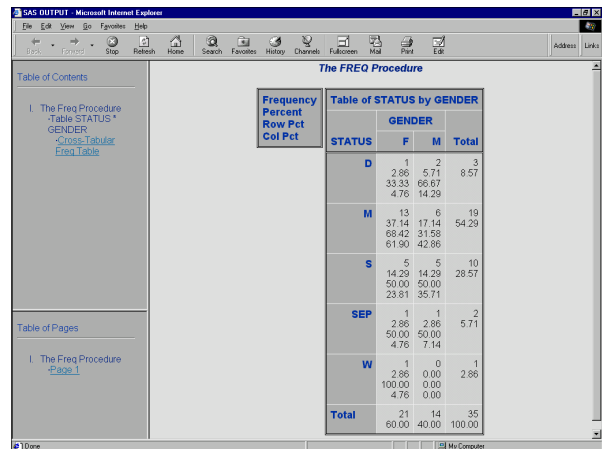 SAS OUTPUT - Microsoft Internet Explorer
File Edit View Go Favorites Help
Back Forward Stop Refresh Home Search Favorites History Channels Fullscreen Mail Print Edit Address Links
Table of Contents
I. The Freq Procedure
·Table STATUS *
GENDER
·Cross-Tabular
Freq Table
Table of Pages
I. The Freq Procedure
·Page 1
The FREQ Procedure
Frequency
Percent
Row Pct
Col Pct
Table of STATUS by GENDER
GENDER
STATUS F M Total
D 1 2 3
2.86 5.71 8.57
33.33 66.67
4.76 14.29
M 13 6 19
37.14 17.14 54.29
68.42 31.58
61.90 42.86
S 5 5 10
14.29 14.29 28.57
50.00 50.00
23.81 35.71
SEP 1 1 2
2.86 2.86 5.71
50.00 50.00
4.76 7.14
W 1 0 1
2.86 0.00 2.86
100.00 0.00
4.76 0.00
Total 21 14 35
60.00 40.00 100.00
Done
My Computer